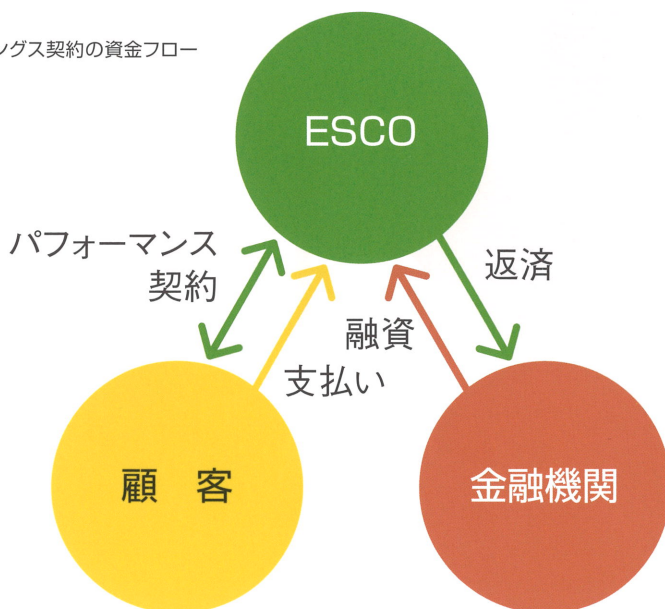 ングス契約の資金フロー
ESCO
パフォーマンス
契約
返済
融資
支払い
顧 客
金融機関